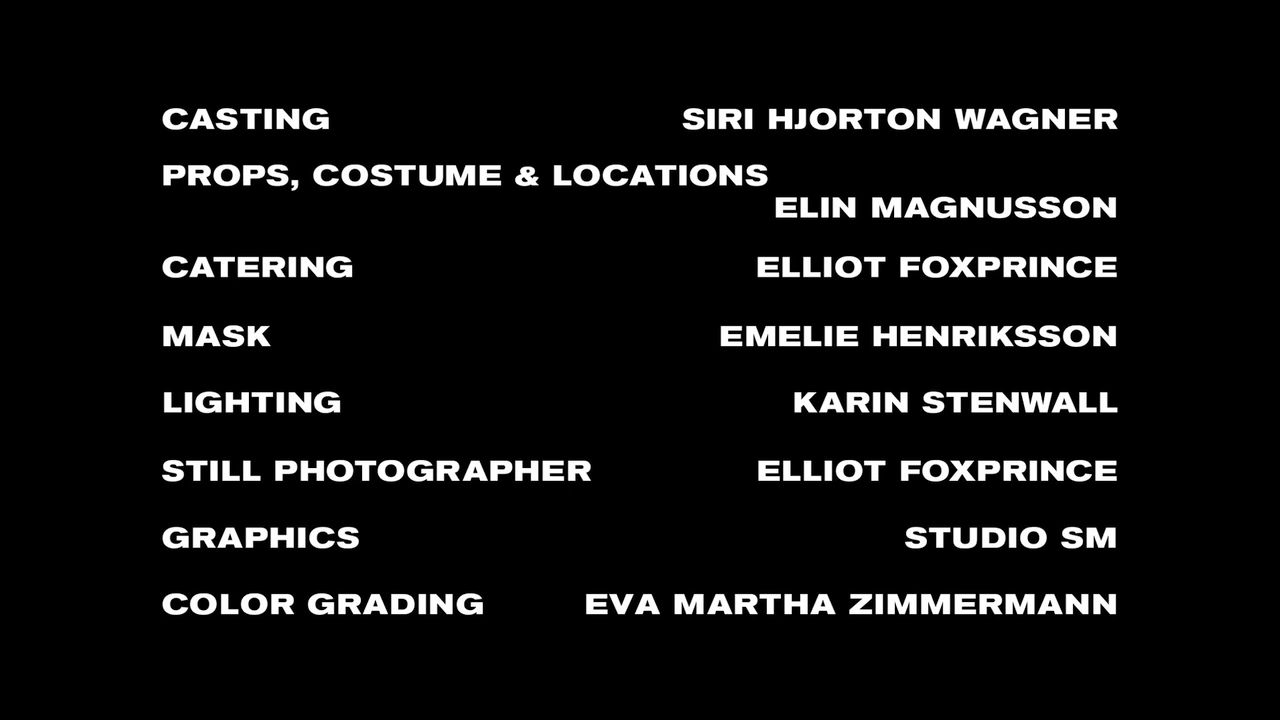 CASTING SIRI HJORTON WAGNER
PROPS, COSTUME & LOCATIONS
ELIN MAGNUSSON
CATERING ELLIOT FOXPRINCE
MASK EMELIE HENRIKSSON
LIGHTING KARIN STENWALL
STILL PHOTOGRAPHER ELLIOT FOXPRINCE
GRAPHICS STUDIO SM
COLOR GRADING EVA MARTHA ZIMMERMANN